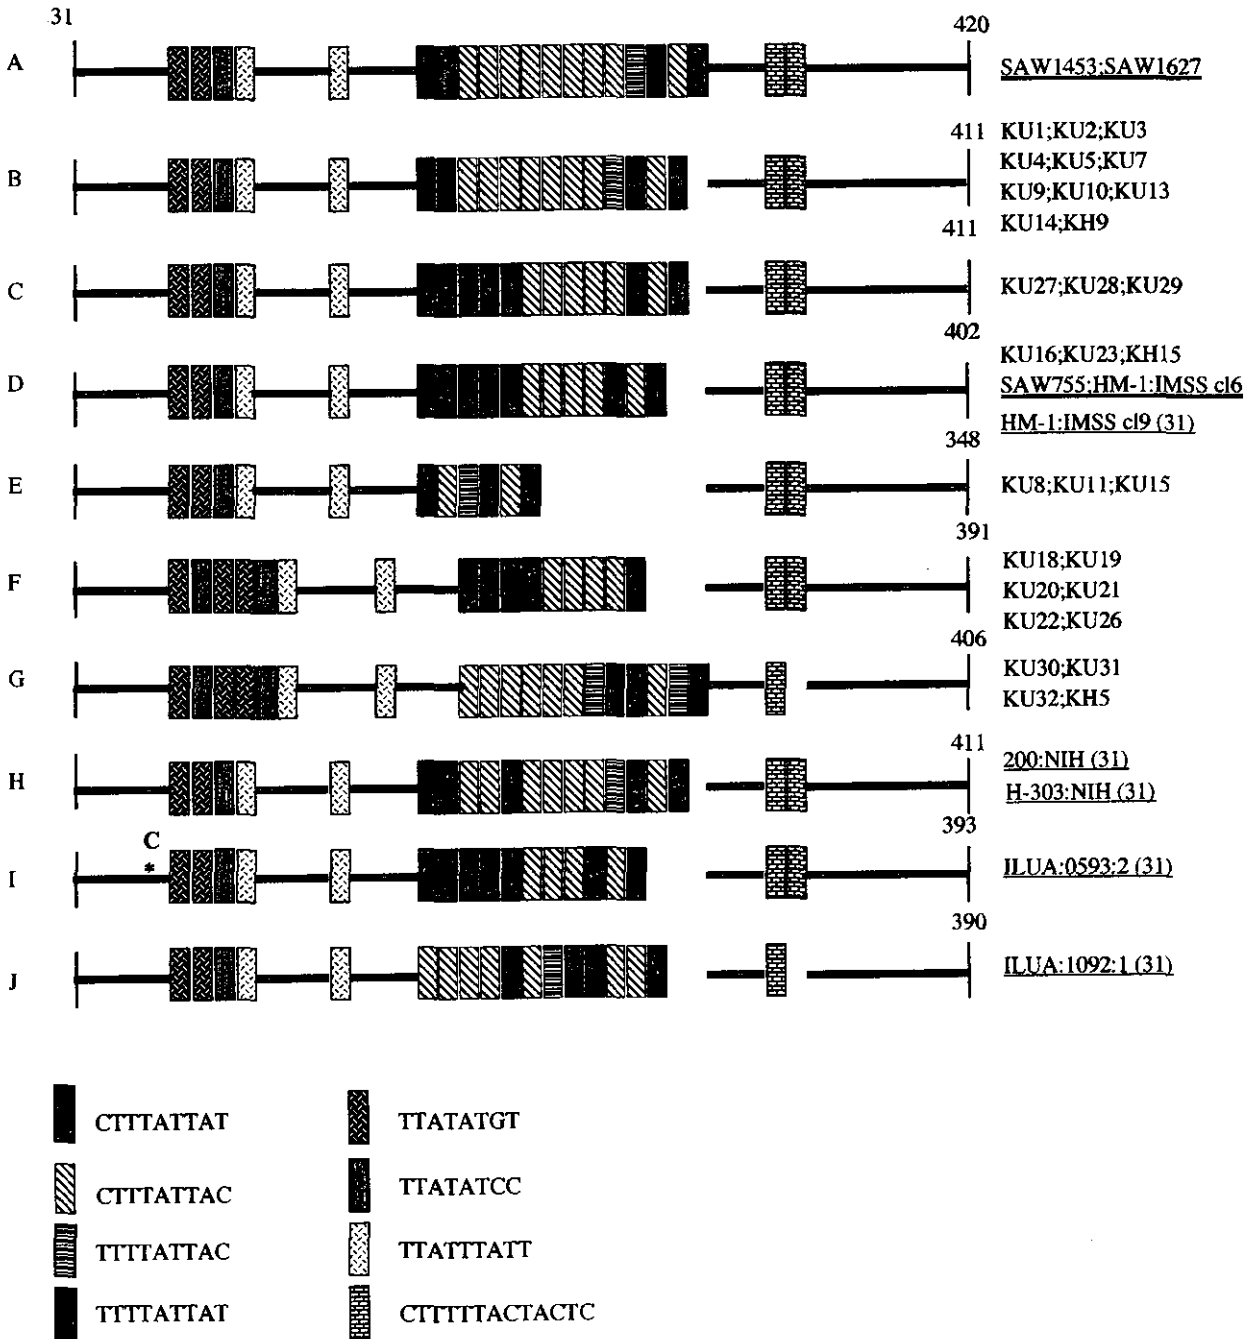 31
420
A
SAW1453;SAW1627
411
KU1;KU2;KU3
B
KU4;KU5;KU7
KU9;KU10;KU13
411
KU14;KH9
C
KU27;KU28;KU29
402
KU16;KU23;KH15
D
SAW755;HM-1:IMSS cl6
HM-1:IMSS cl9 (31)
348
E
KU8;KU11;KU15
391
F
KU18;KU19
KU20;KU21
KU22;KU26
406
G
KU30;KU31
KU32;KH5
411
H
200:NIH (31)
H-303:NIH (31)
393
C
*
I
ILUA:0593:2 (31)
390
J
ILUA:1092:1 (31)
CTTTATTAT
TTATATGT
CTTTATTAC
TTATATCC
TTTTATTAC
TTATTTATT
TTTTATTAT
CTTTTTACTACTC